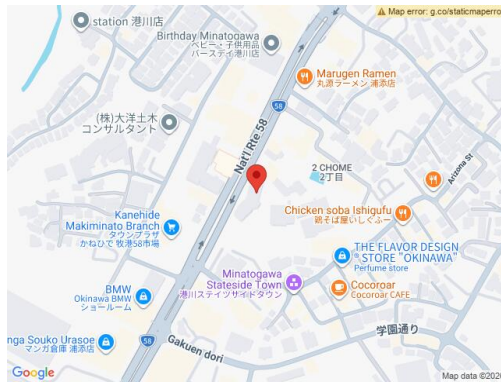 Map error: g.co/staticmaperro
station 港川店
Birthday Minatogawa
ベビー・子供用品
バースデイ港川店
Marugen Ramen
丸源ラーメン 浦添店
58
(株)大洋土木
コンサルタント
Nat'l Rte 58
2 CHOME
2丁目
Arizona St
Chicken soba Ishigufu
鶏そば屋いしぐふー
Kanehide
Makiminato Branch
タウンプラザ
かねひで 牧港58市場
THE FLAVOR DESIGN
® STORE "OKINAWA"
Perfume store
Minatogawa
Stateside Town
港川ステイツサイドタウン
Cocoroar
Cocoroar CAFE
BMW
Okinawa BMW
ショールーム
学園通り
nga Souko Urasoe
マンガ倉庫 浦添店
58
Gakuen dori
Google
Map data ©202